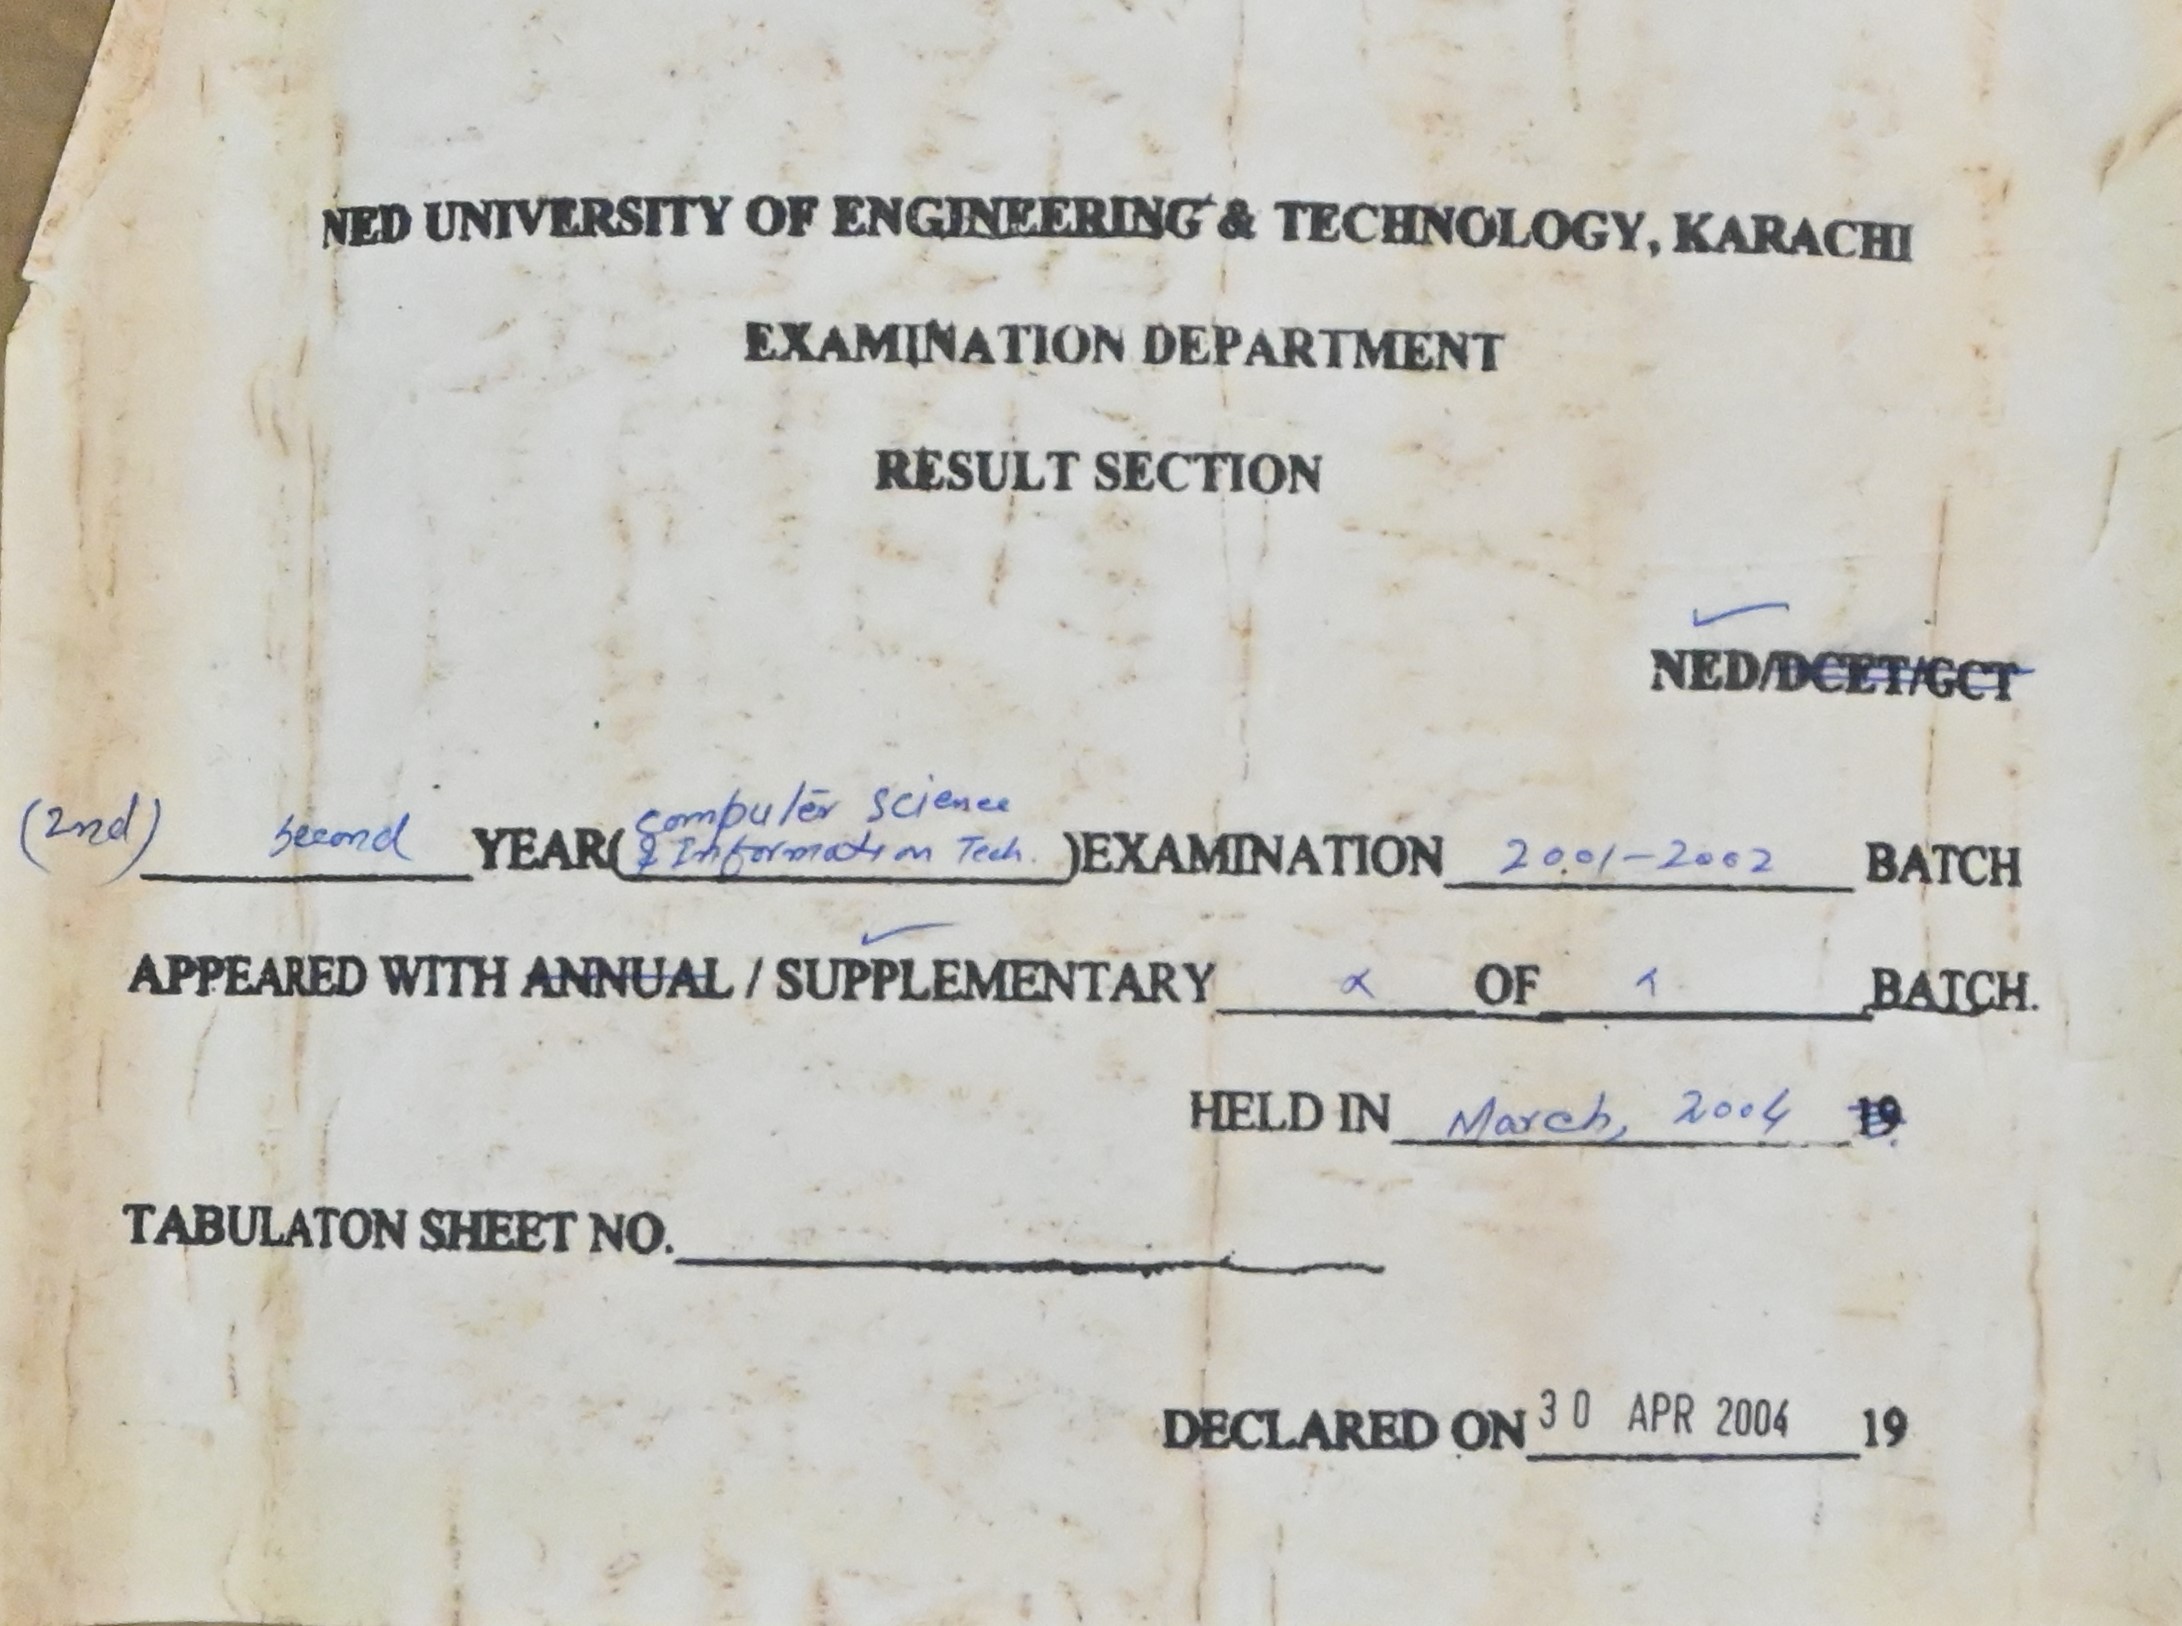 NED UNIVERSITY OF ENGINEERING & TECHNOLOGY, KARACHI
EXAMINATION DEPARTMENT
RESULT SECTION
NED/DCET/GCT
(2nd) Second YEAR( Computer Science
& Information Tech. )EXAMINATION 2001-2002 BATCH
APPEARED WITH ANNUAL / SUPPLEMENTARY x OF x BATCH.
HELD IN March, 2004 19
TABULATON SHEET NO.
DECLARED ON 30 APR 2004 19